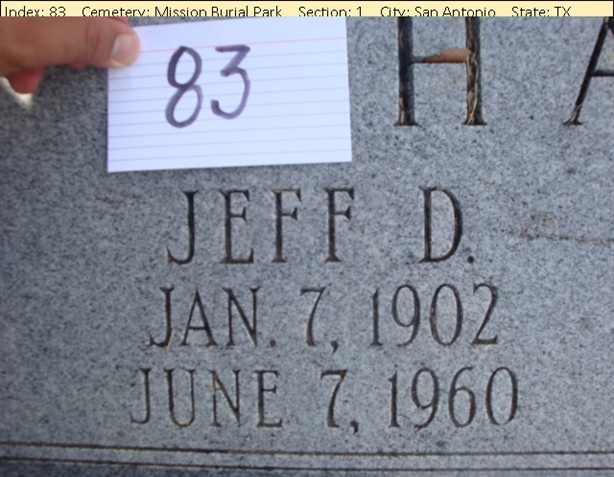 Index: 83 Cemetery: Mission Burial Park Section: 1 City: San Antonio State: TX
83
H A
JEFF D.
JAN. 7, 1902
JUNE 7, 1960